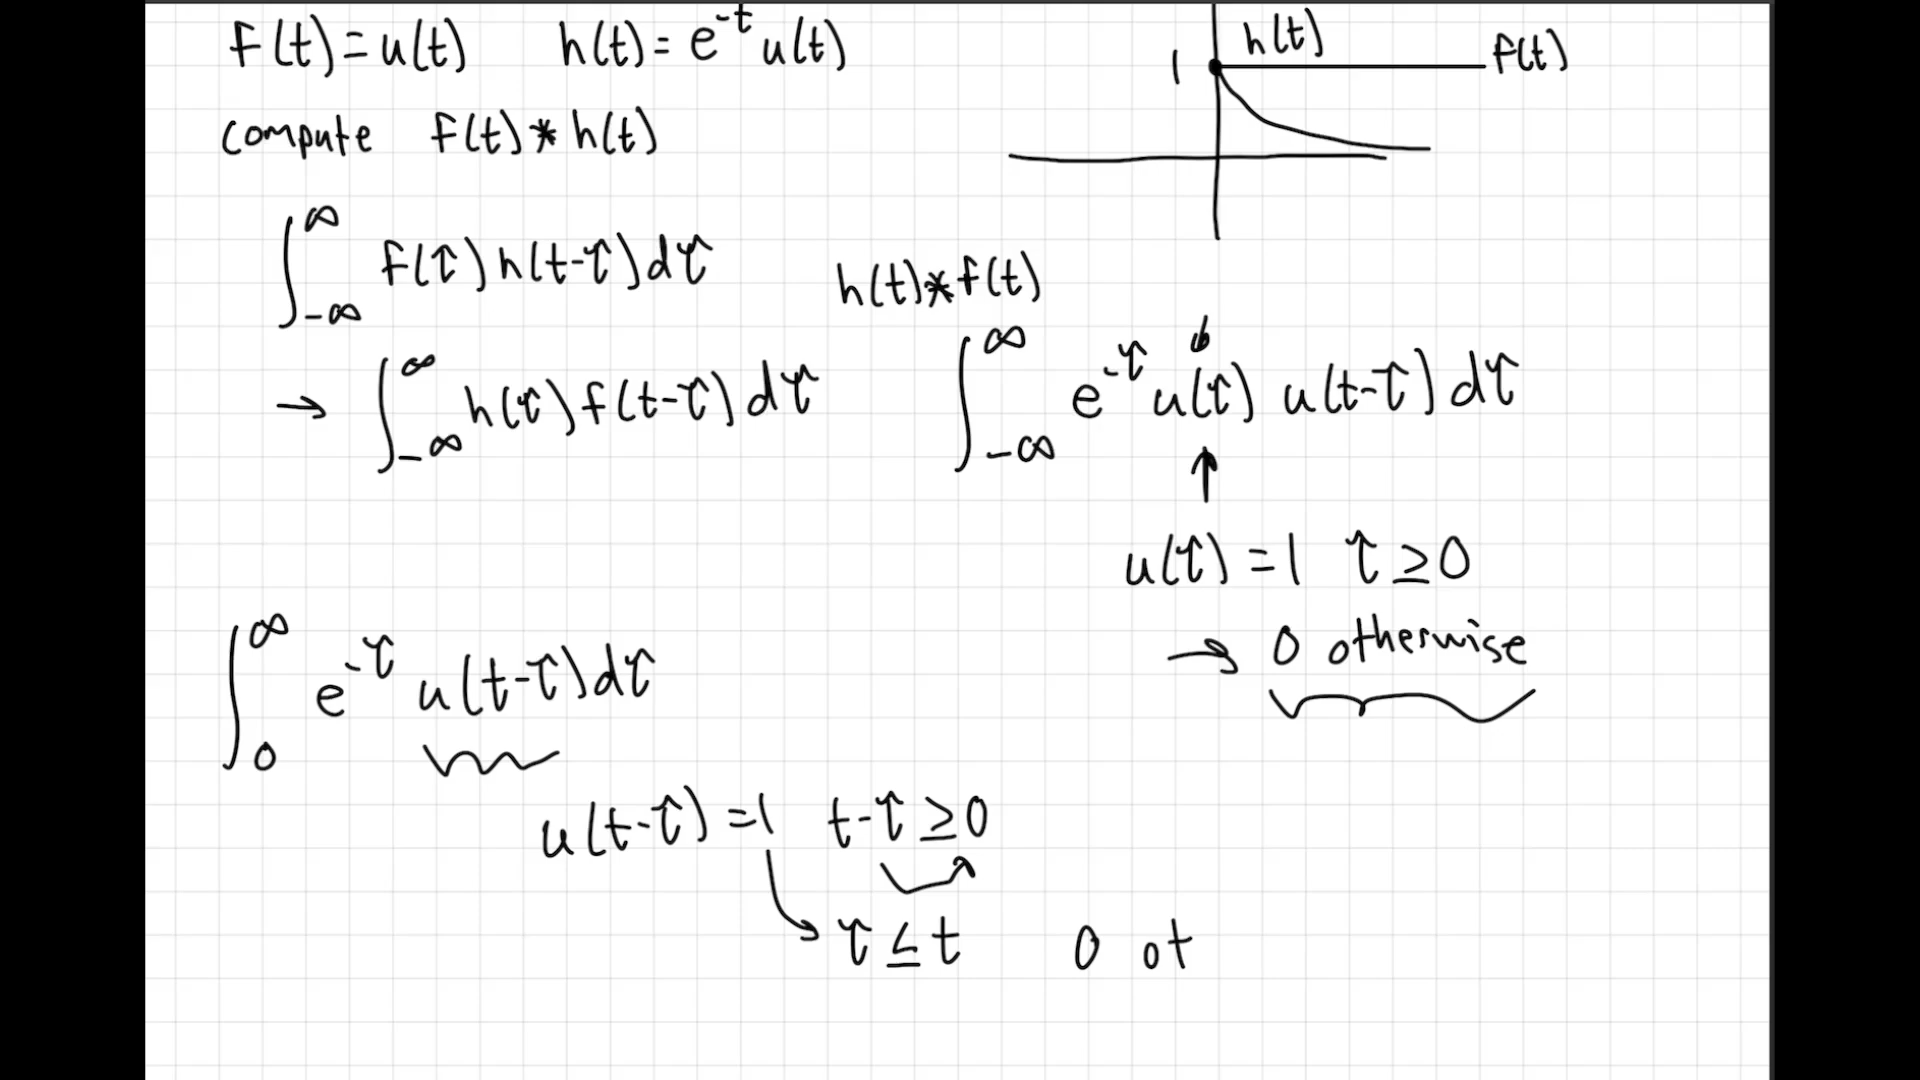 f(t)=u(t) h(t)=e^{-t}u(t)
h(t)
1
f(t)
compute f(t)*h(t)
∫_{-∞}^{∞} f(τ)h(t-τ)dτ
h(t)*f(t)
→ ∫_{-∞}^{∞} h(τ)f(t-τ)dτ
∫_{-∞}^{∞} e^{-τ}u(τ) u(t-τ)dτ
u(τ)=1 τ≥0
→ 0 otherwise
∫_{0}^{∞} e^{-τ} u(t-τ)dτ
u(t-τ)=1 t-τ≥0
τ≤t 0 ot